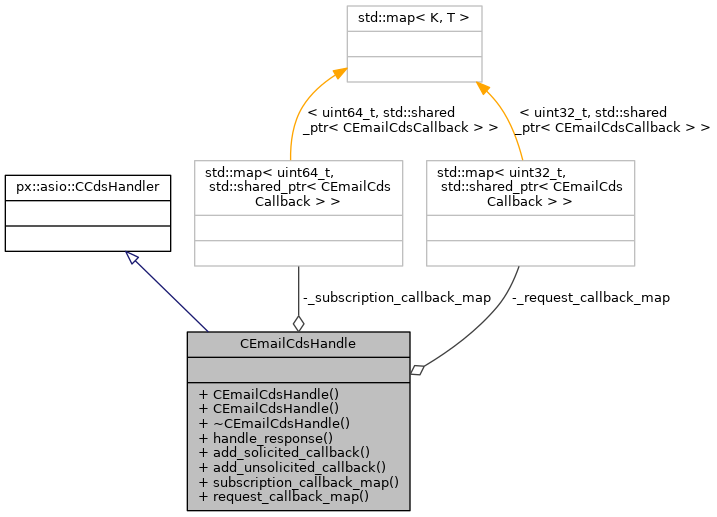 std::map< K, T >
< uint64_t, std::shared
_ptr< CEmailCdsCallback > >
< uint32_t, std::shared
_ptr< CEmailCdsCallback > >
px::asio::CCdsHandler
std::map< uint64_t,
std::shared_ptr< CEmailCds
Callback > >
std::map< uint32_t,
std::shared_ptr< CEmailCds
Callback > >
-_subscription_callback_map
-_request_callback_map
CEmailCdsHandle
+ CEmailCdsHandle()
+ CEmailCdsHandle()
+ ~CEmailCdsHandle()
+ handle_response()
+ add_solicited_callback()
+ add_unsolicited_callback()
+ subscription_callback_map()
+ request_callback_map()